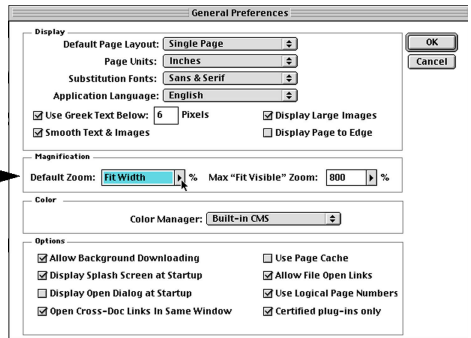 General Preferences
Display
Default Page Layout: Single Page
Page Units: Inches
Substitution Fonts: Sans & Serif
Application Language: English
Use Greek Text Below: 6 Pixels
Display Large Images
Smooth Text & Images
Display Page to Edge
OK
Cancel
Magnification
Default Zoom: Fit Width % Max "Fit Visible" Zoom: 800 %
Color
Color Manager: Built-in CMS
Options
Allow Background Downloading
Use Page Cache
Display Splash Screen at Startup
Allow File Open Links
Display Open Dialog at Startup
Use Logical Page Numbers
Open Cross-Doc Links In Same Window
Certified plug-ins only